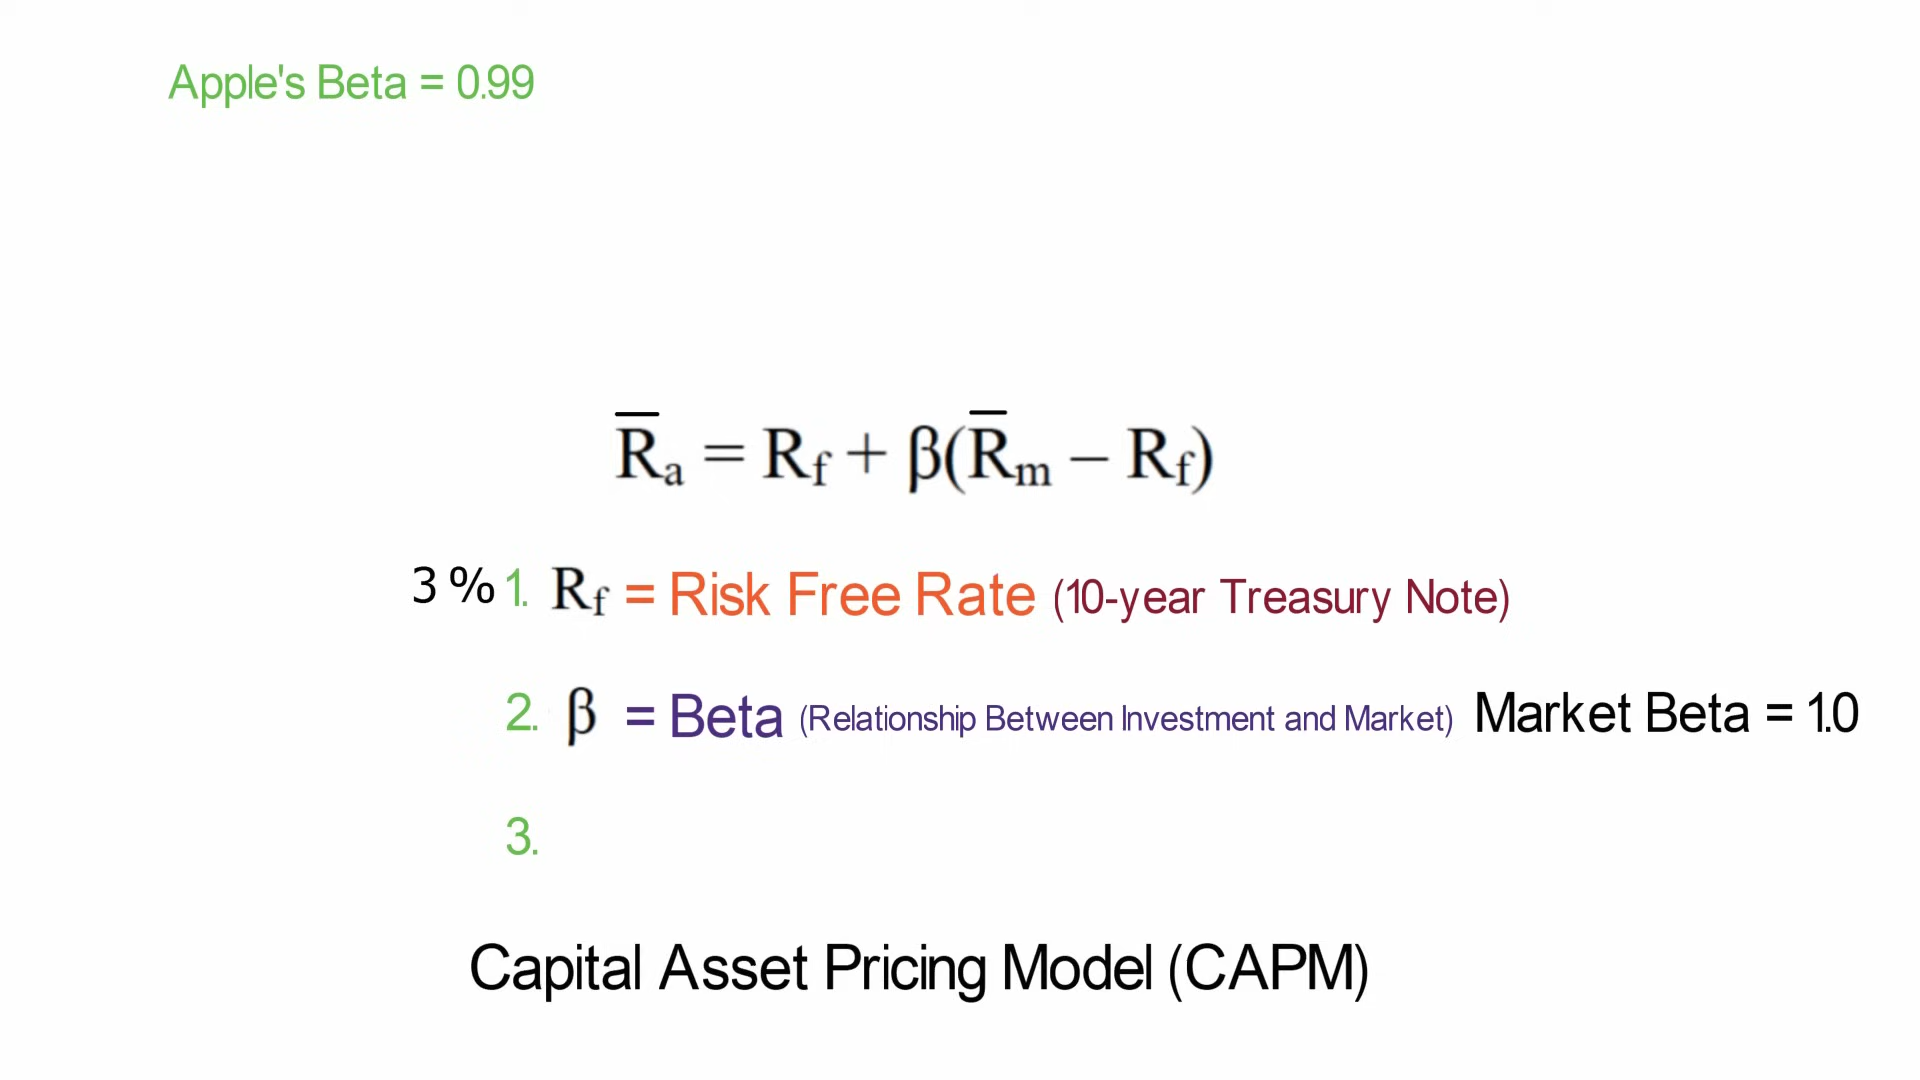 Apple's Beta = 0.99
R̅a = Rf + β(R̅m − Rf)
3 % 1. Rf = Risk Free Rate (10-year Treasury Note)
2. β = Beta (Relationship Between Investment and Market) Market Beta = 1.0
3.
Capital Asset Pricing Model (CAPM)